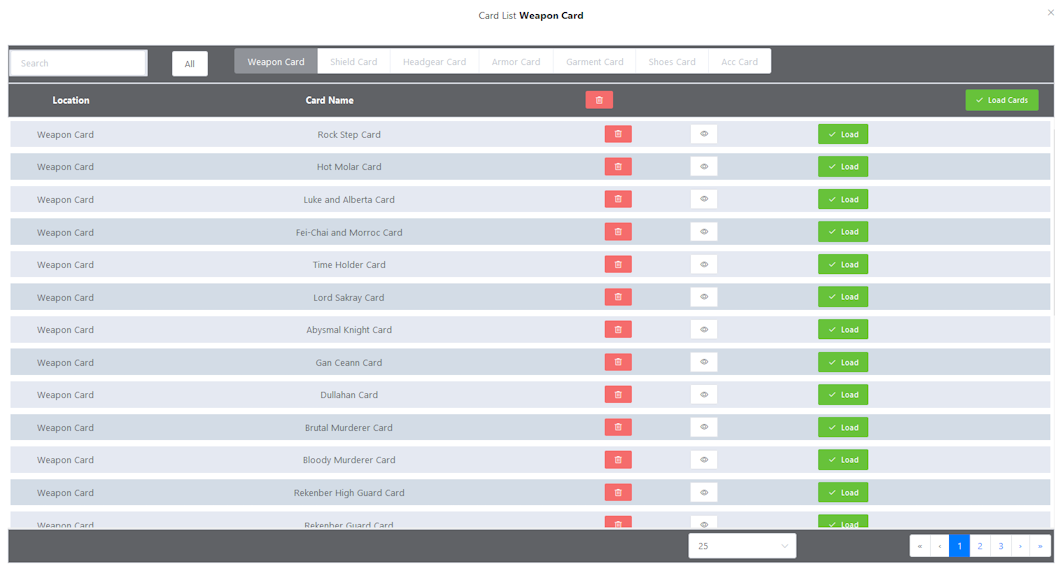 Card List Weapon Card
×
Search All Weapon Card Shield Card Headgear Card Armor Card Garment Card Shoes Card Acc Card
Location Card Name Load Cards
Weapon Card Rock Step Card Load
Weapon Card Hot Molar Card Load
Weapon Card Luke and Alberta Card Load
Weapon Card Fei-Chai and Morroc Card Load
Weapon Card Time Holder Card Load
Weapon Card Lord Sakray Card Load
Weapon Card Abysmal Knight Card Load
Weapon Card Gan Ceann Card Load
Weapon Card Dullahan Card Load
Weapon Card Brutal Murderer Card Load
Weapon Card Bloody Murderer Card Load
Weapon Card Rekenber High Guard Card Load
Weapon Card Rekenber Guard Card Load
25 « ‹ 1 2 3 › »